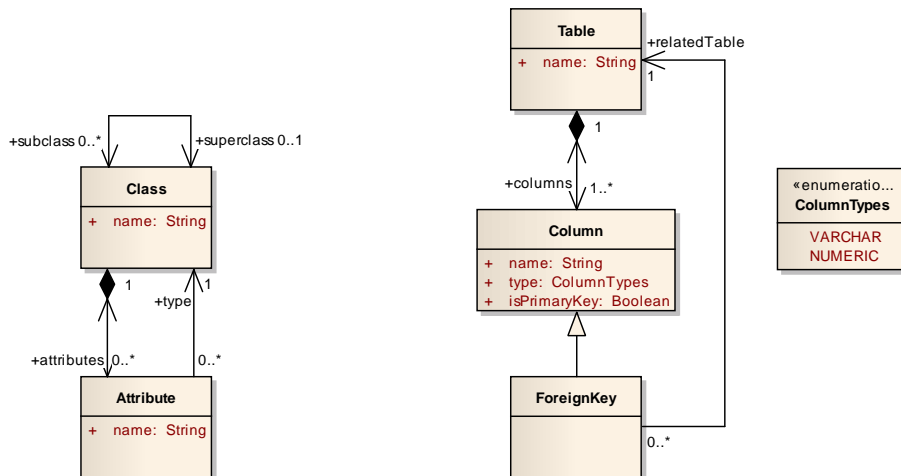 +subclass 0..*
+superclass 0..1
Class
+ name: String
1
+type
1
+attributes 0..*
0..*
Attribute
+ name: String
Table
+ name: String
+relatedTable
1
1
+columns
1..*
Column
+ name: String
+ type: ColumnTypes
+ isPrimaryKey: Boolean
ForeignKey
0..*
«enumeratio...
ColumnTypes
VARCHAR
NUMERIC